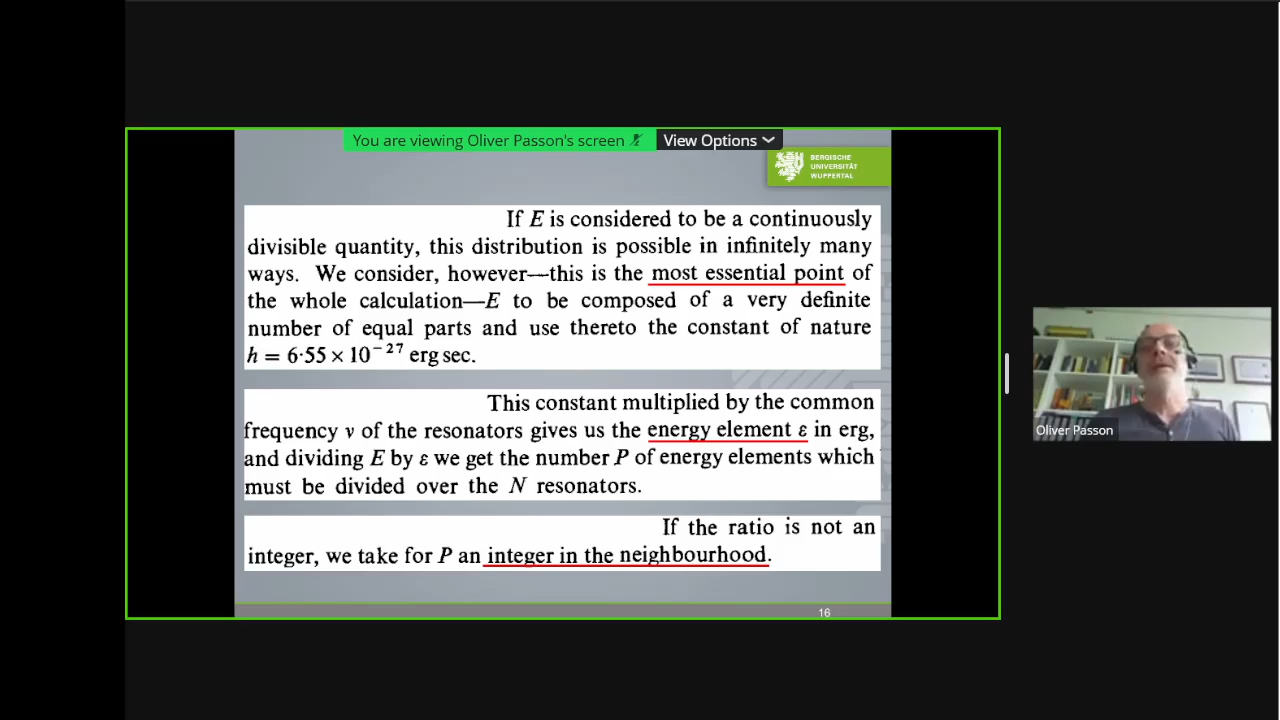 You are viewing Oliver Passon's screen
View Options
BERGISCHE
UNIVERSITÄT
WUPPERTAL
If E is considered to be a continuously
divisible quantity, this distribution is possible in infinitely many
ways. We consider, however—this is the most essential point of
the whole calculation—E to be composed of a very definite
number of equal parts and use thereto the constant of nature
h = 6·55 × 10⁻²⁷ erg sec.
This constant multiplied by the common
frequency ν of the resonators gives us the energy element ε in erg,
and dividing E by ε we get the number P of energy elements which
must be divided over the N resonators.
If the ratio is not an
integer, we take for P an integer in the neighbourhood.
16
Oliver Passon